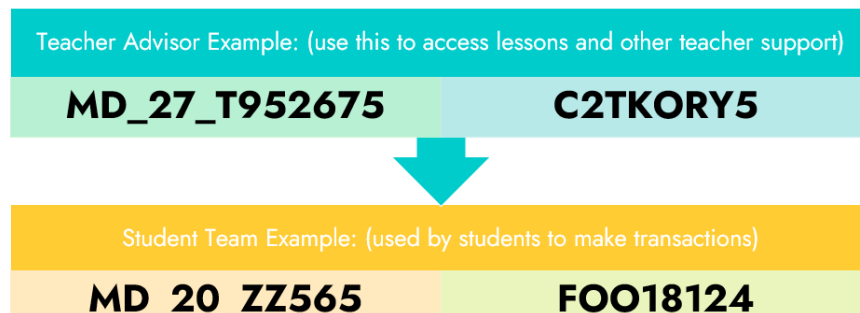 Teacher Advisor Example: (use this to access lessons and other teacher support)
MD_27_T952675 C2TKORY5
Student Team Example: (used by students to make transactions)
MD_20_ZZ565 FOO18124